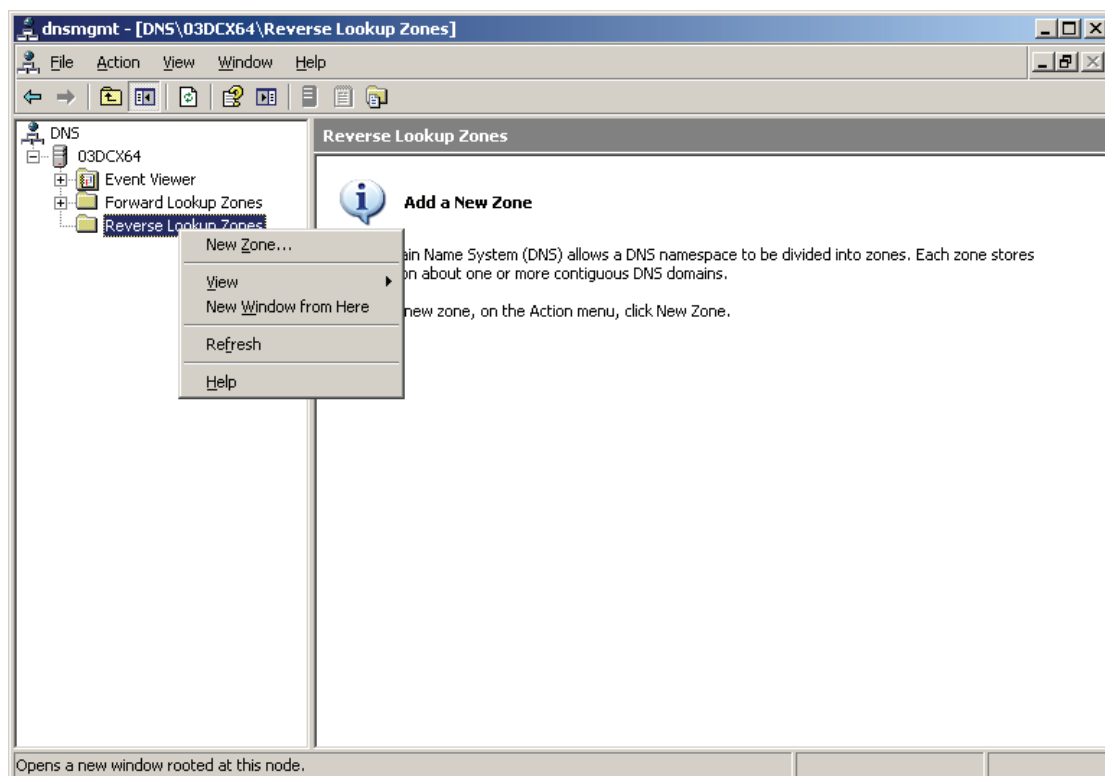 dnsmgmt - [DNS\03DCX64\Reverse Lookup Zones]
File Action View Window Help
DNS
03DCX64
Event Viewer
Forward Lookup Zones
Reverse Lookup Zones
New Zone...
View
New Window from Here
Refresh
Help
Reverse Lookup Zones
Add a New Zone
ain Name System (DNS) allows a DNS namespace to be divided into zones. Each zone stores
on about one or more contiguous DNS domains.
new zone, on the Action menu, click New Zone.
Opens a new window rooted at this node.